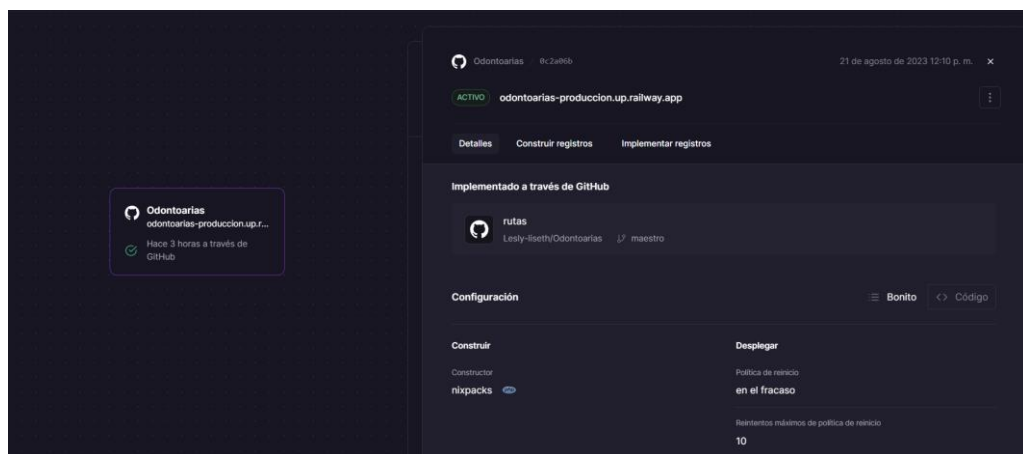 Odontoarias
odontoarias-produccion.up.r...
Hace 3 horas a través de
GitHub
Odontoarias / 0c2a06b
21 de agosto de 2023 12:10 p. m.
ACTIVO odontoarias-produccion.up.railway.app
Detalles Construir registros Implementar registros
Implementado a través de GitHub
rutas
Lesly-liseth/Odontoarias maestro
Configuración
Bonito <> Código
Construir
Constructor
nixpacks
Desplegar
Política de reinicio
en el fracaso
Reintentos máximos de política de reinicio
10